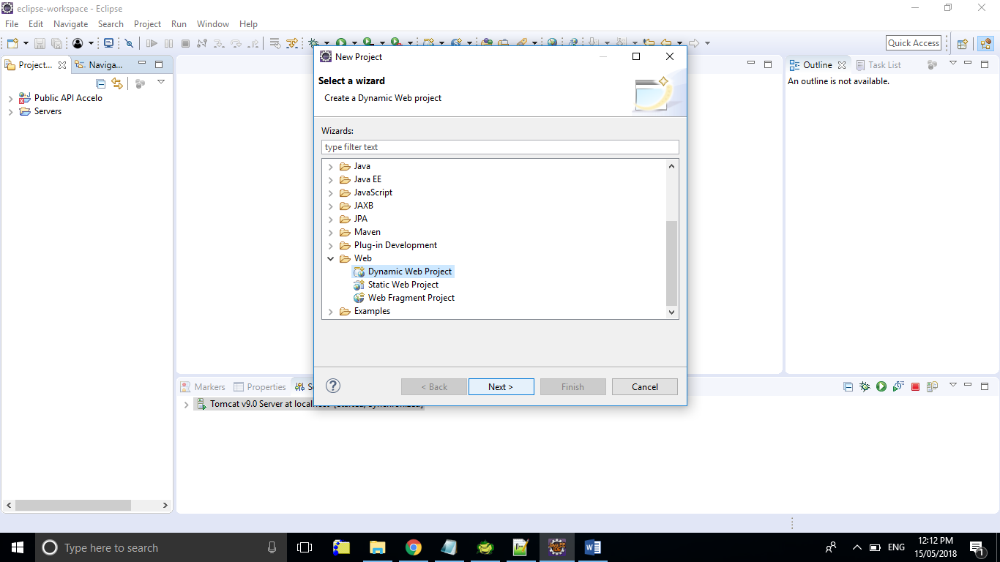 eclipse-workspace - Eclipse
File Edit Navigate Search Project Run Window Help
Quick Access
Project... Naviga...
Public API Accelo
Servers
New Project
Select a wizard
Create a Dynamic Web project
Wizards:
type filter text
Java
Java EE
JavaScript
JAXB
JPA
Maven
Plug-in Development
Web
Dynamic Web Project
Static Web Project
Web Fragment Project
Examples
< Back Next > Finish Cancel
Outline Task List
An outline is not available.
Markers Properties
Tomcat v9.0 Server at
Type here to search
JAVA EE
IDE
ENG
12:12 PM
15/05/2018
1